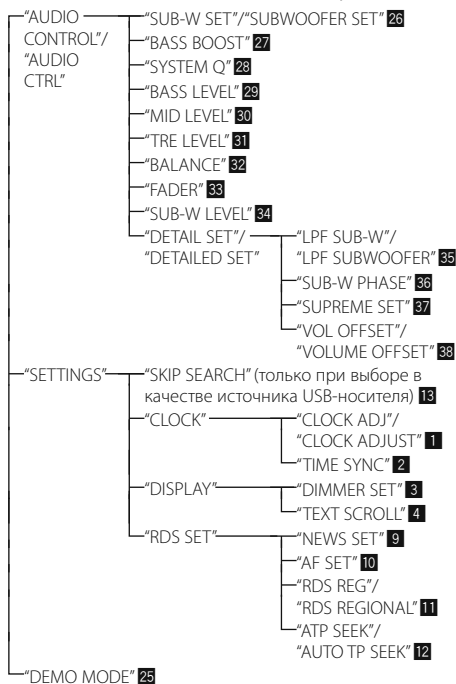 “AUDIO CONTROL”/ “AUDIO CTRL”
“SUB-W SET”/“SUBWOOFER SET” 26
“BASS BOOST” 27
“SYSTEM Q” 28
“BASS LEVEL” 29
“MID LEVEL” 30
“TRE LEVEL” 31
“BALANCE” 32
“FADER” 33
“SUB-W LEVEL” 34
“DETAIL SET”/
“DETAILED SET”
“LPF SUB-W”/
“LPF SUBWOOFER” 35
“SUB-W PHASE” 36
“SUPREME SET” 37
“VOL OFFSET”/
“VOLUME OFFSET” 38
“SETTINGS”
“SKIP SEARCH” (только при выборе в
качестве источника USB-носителя) 13
“CLOCK”
“CLOCK ADJ”/
“CLOCK ADJUST” 1
“TIME SYNC” 2
“DISPLAY”
“DIMMER SET” 3
“TEXT SCROLL” 4
“RDS SET”
“NEWS SET” 9
“AF SET” 10
“RDS REG”/
“RDS REGIONAL” 11
“ATP SEEK”/
“AUTO TP SEEK” 12
“DEMO MODE” 25